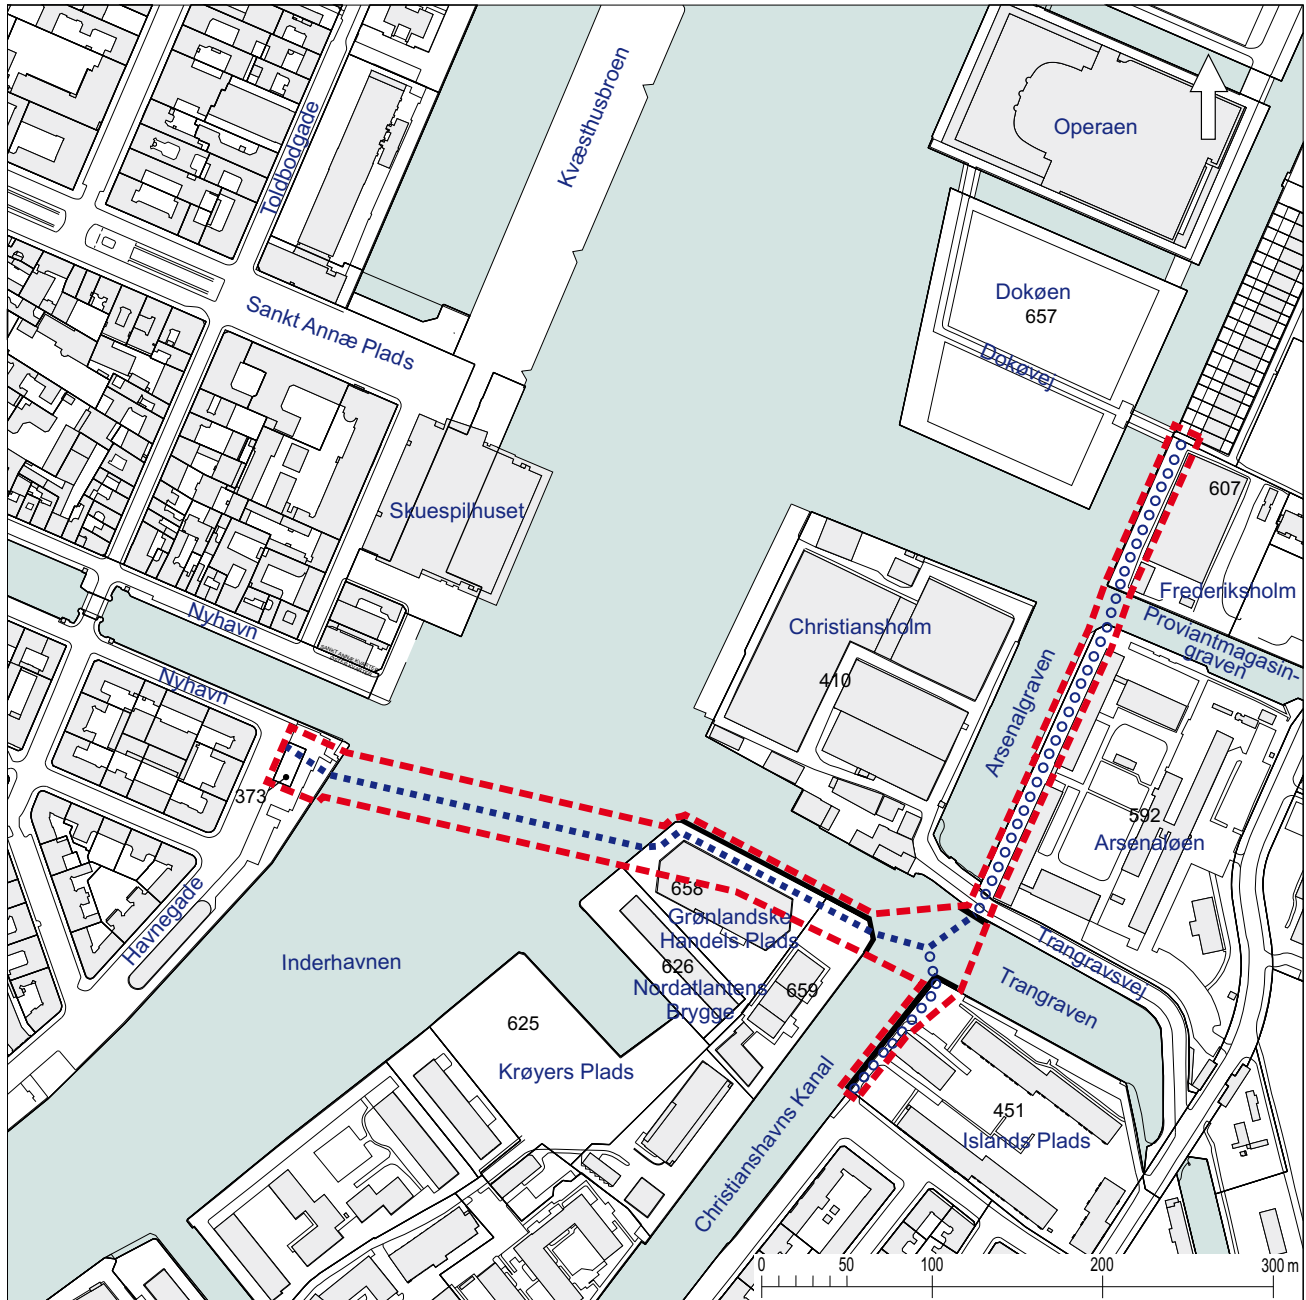 Operaen
Kvæsthusbroen
Toldbodgade
Dokøen
657
Sankt Annæ Plads
Dokøvej
607
Skuespilhuset
Frederiksholm
Nyhavn
Proviantmagasin-
graven
Christiansholm
Nyhavn
410
Arsenalgraven
373
592
Arsenaløen
658
Grønlandske
Handels Plads
Havnegade
Inderhavnen
626
Nordatlantens
Brygge
659
Trangravsvej
Trangraven
625
Krøyers Plads
451
Islands Plads
Christianshavns Kanal
0 50 100 200 300 m